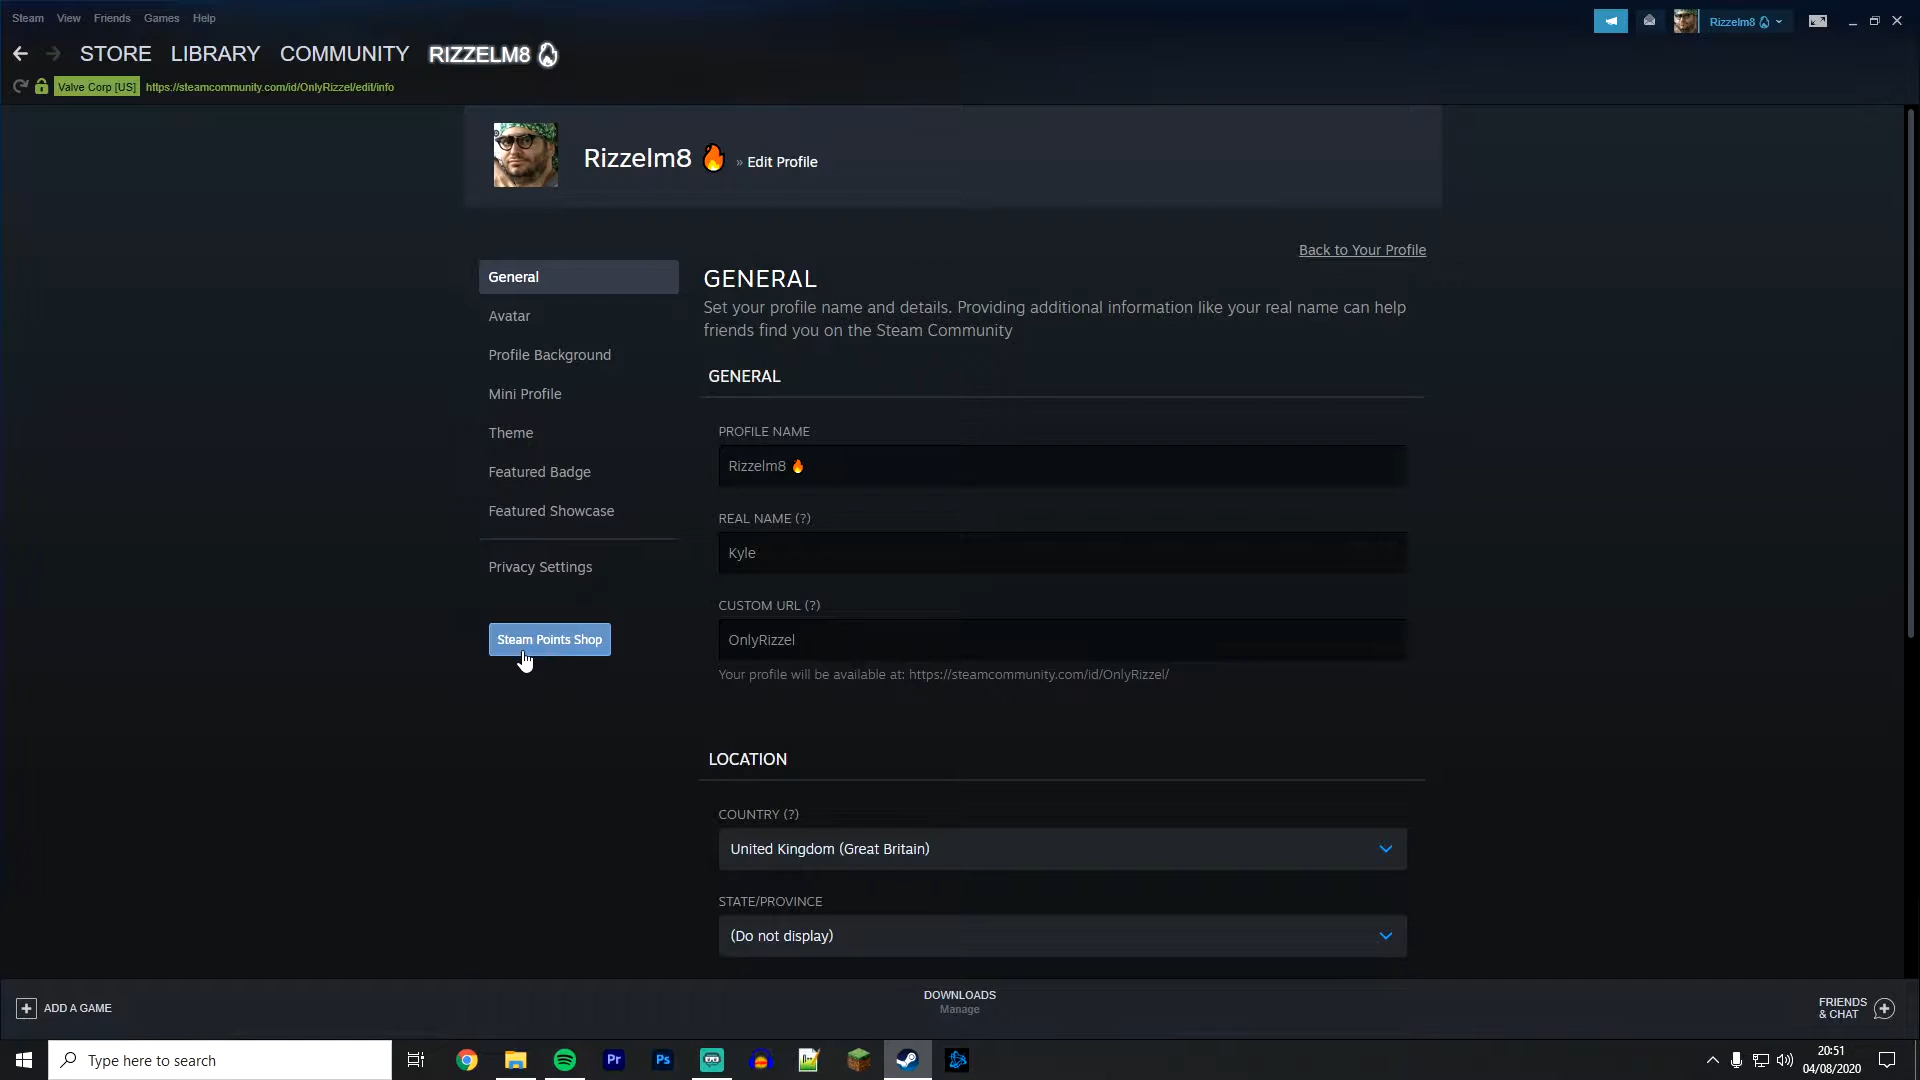 Steam View Friends Games Help
Rizzelm8
STORE LIBRARY COMMUNITY RIZZELM8
Valve Corp [US] https://steamcommunity.com/id/OnlyRizzel/edit/info
Rizzelm8 🔥 » Edit Profile
Back to Your Profile
General
Avatar
Profile Background
Mini Profile
Theme
Featured Badge
Featured Showcase
Privacy Settings
Steam Points Shop
GENERAL
Set your profile name and details. Providing additional information like your real name can help
friends find you on the Steam Community
GENERAL
PROFILE NAME
Rizzelm8 🔥
REAL NAME (?)
Kyle
CUSTOM URL (?)
OnlyRizzel
Your profile will be available at: https://steamcommunity.com/id/OnlyRizzel/
LOCATION
COUNTRY (?)
United Kingdom (Great Britain)
STATE/PROVINCE
(Do not display)
ADD A GAME
DOWNLOADS
Manage
FRIENDS
& CHAT
Type here to search
Pr
Ps
20:51
04/08/2020